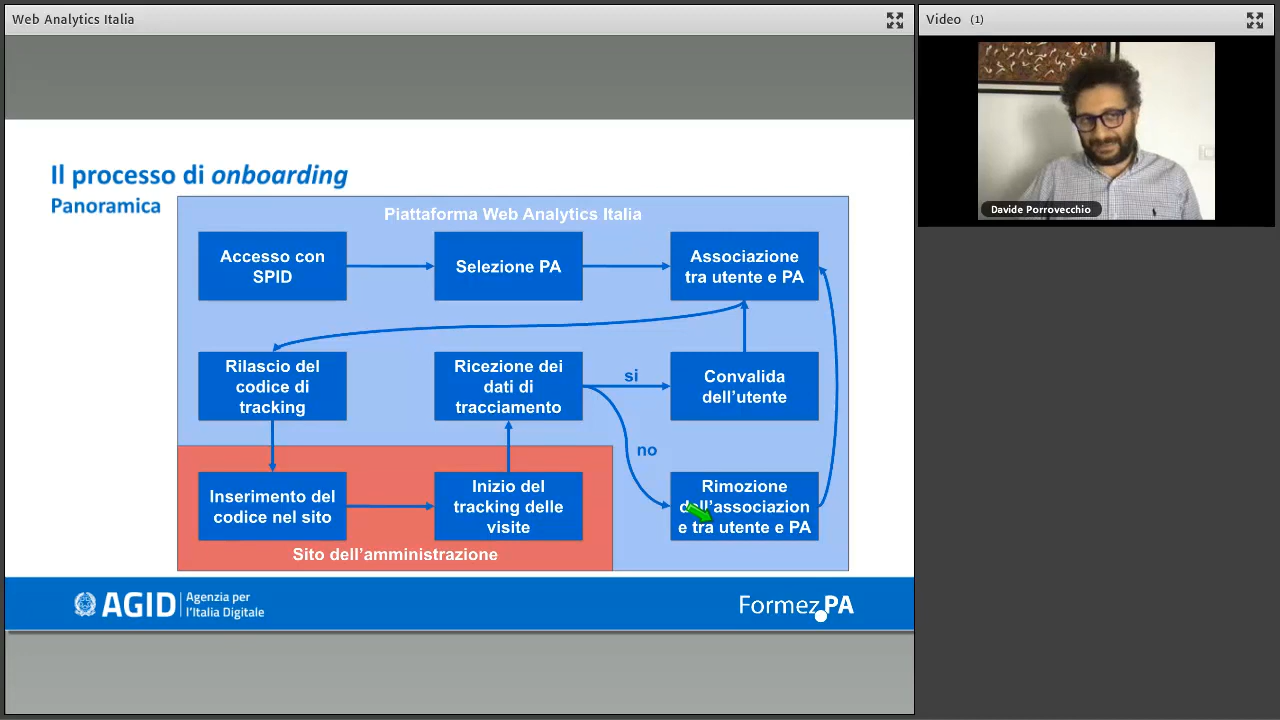 Web Analytics Italia
Video (1)
Davide Porrovecchio
Il processo di onboarding
Panoramica
Piattaforma Web Analytics Italia
Accesso con
SPID
Selezione PA
Associazione
tra utente e PA
Rilascio del
codice di
tracking
Ricezione dei
dati di
tracciamento
si
Convalida
dell'utente
no
Inserimento del
codice nel sito
Inizio del
tracking delle
visite
Rimozione
dell'association
e tra utente e PA
Sito dell'amministrazione
AGID
Agenzia per
l'Italia Digitale
Formez PA